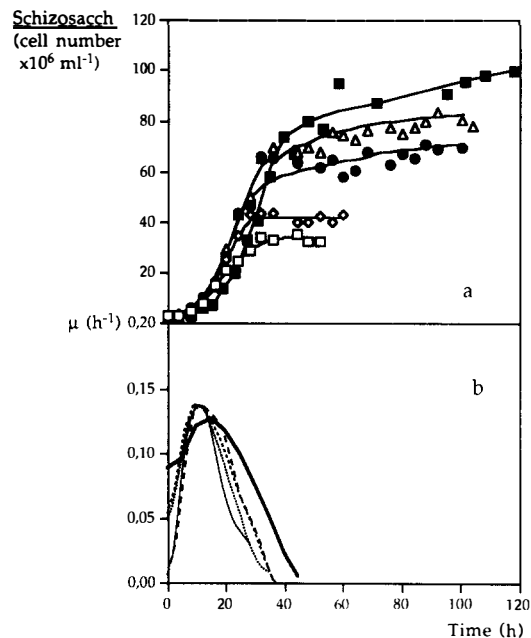 Schizosacch
(cell number
x10⁶ ml⁻¹)
120
100
80
60
40
20
a
μ (h⁻¹)
0,20
b
0,15
0,10
0,05
0,00
0
20
40
60
80
100
120
Time (h)